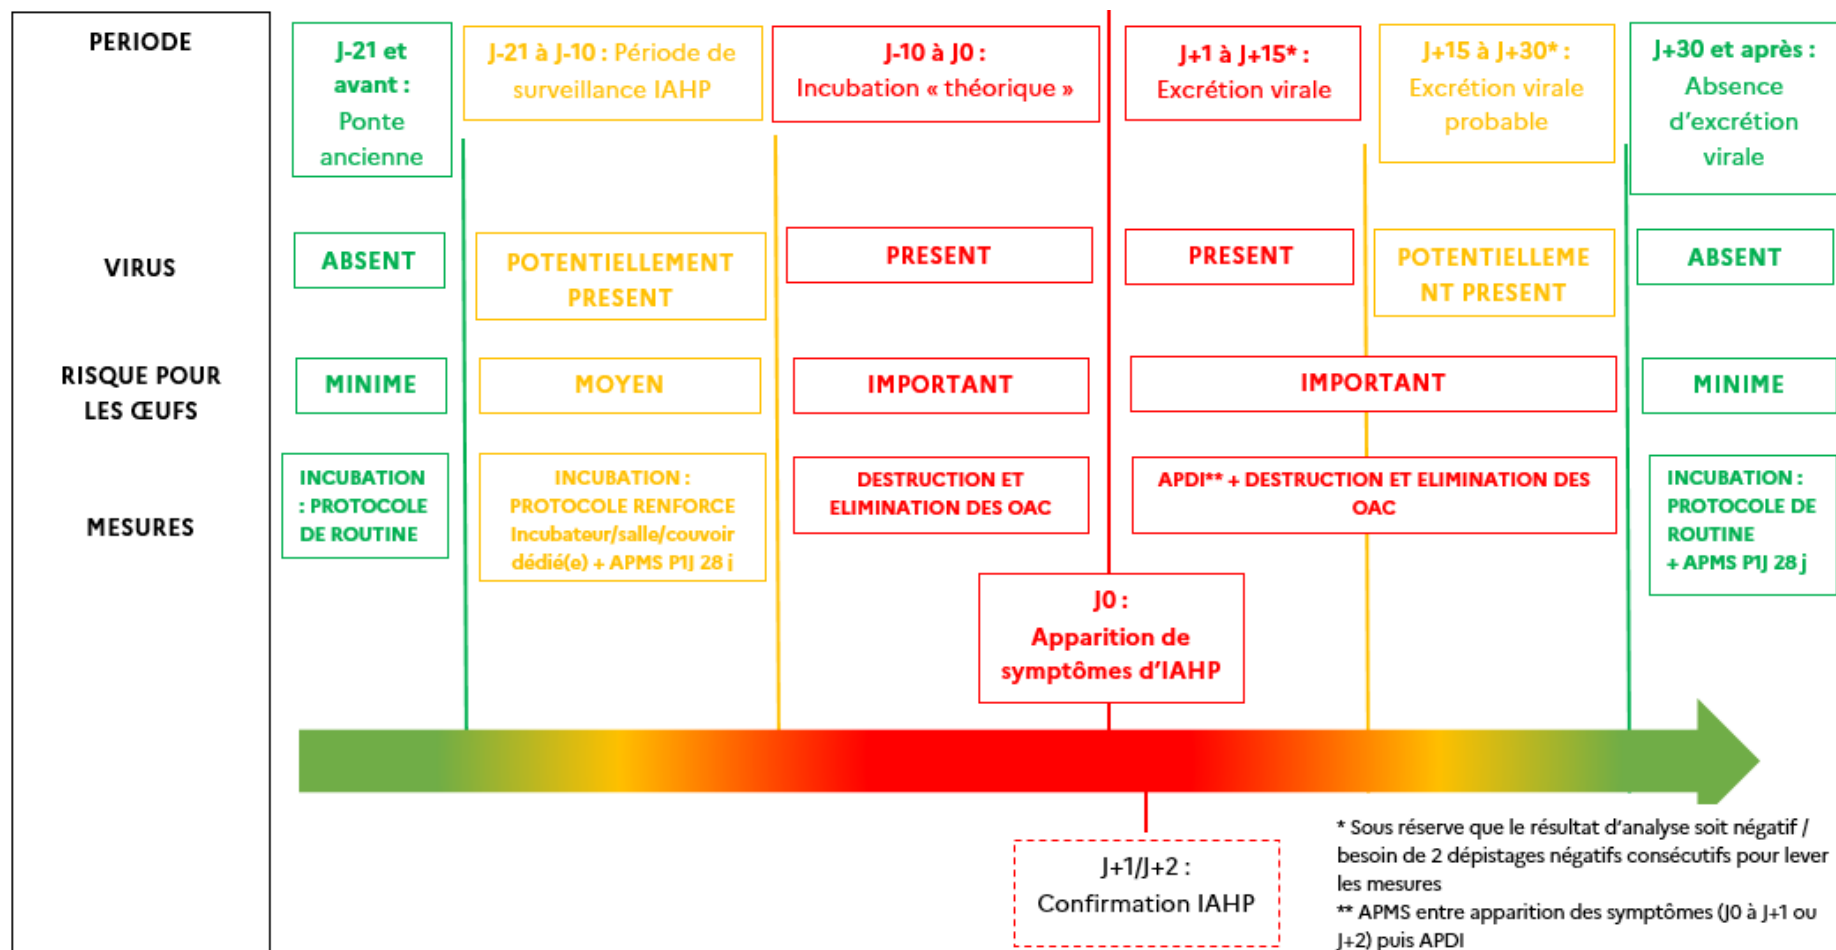 PERIODE
J-21 et
avant :
Ponte
ancienne
J-21 à J-10 : Période de
surveillance IAHP
J-10 à J0 :
Incubation « théorique »
J+1 à J+15* :
Excrétion virale
J+15 à J+30* :
Excrétion virale
probable
J+30 et après :
Absence
d'excrétion
virale
VIRUS
ABSENT
POTENTIELLEMENT
PRESENT
PRESENT
PRESENT
POTENTIELLEME
NT PRESENT
ABSENT
RISQUE POUR
LES ŒUFS
MINIME
MOYEN
IMPORTANT
IMPORTANT
MINIME
MESURES
INCUBATION
: PROTOCOLE
DE ROUTINE
INCUBATION :
PROTOCOLE RENFORCE
Incubateur/salle/couvoir
dédié(e) + APMS P1J 28 j
DESTRUCTION ET
ELIMINATION DES OAC
APDI** + DESTRUCTION ET ELIMINATION DES
OAC
INCUBATION :
PROTOCOLE DE
ROUTINE
+ APMS P1J 28 j
J0 :
Apparition de
symptômes d'IAHP
J+1/J+2 :
Confirmation IAHP
* Sous réserve que le résultat d'analyse soit négatif /
besoin de 2 dépistages négatifs consécutifs pour lever
les mesures
** APMS entre apparition des symptômes (J0 à J+1 ou
J+2) puis APDI